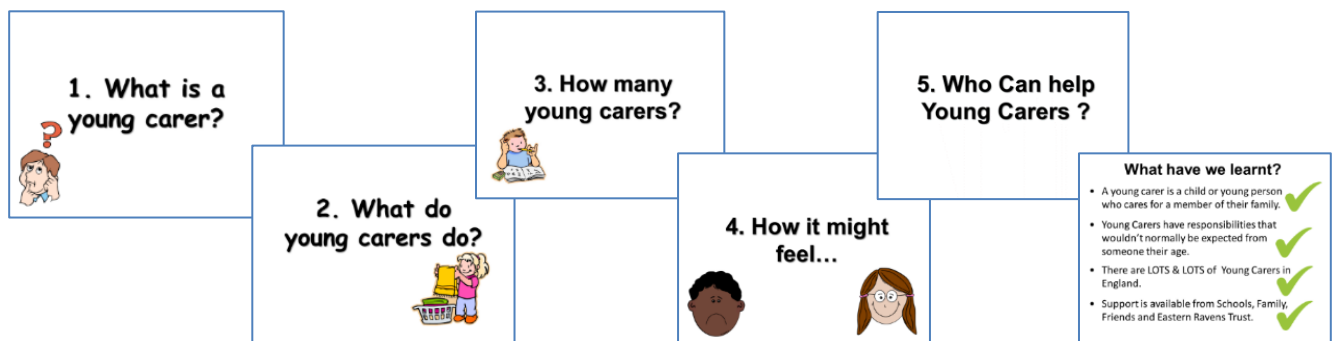 1. What is a
young carer?
?
2. What do
young carers do?
3. How many
young carers?
4. How it might
feel...
5. Who Can help
Young Carers ?
What have we learnt?
• A young carer is a child or young person
who cares for a member of their family.
• Young Carers have responsibilities that
wouldn't normally be expected from
someone their age.
• There are LOTS & LOTS of Young Carers in
England.
• Support is available from Schools, Family,
Friends and Eastern Ravens Trust.